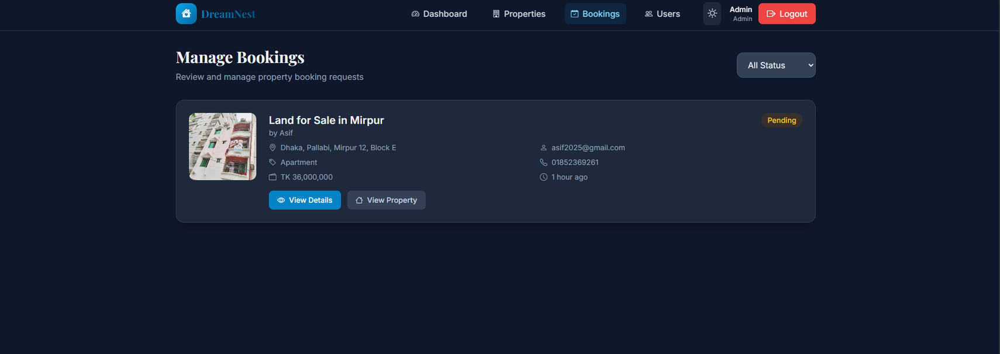 DreamNest
Dashboard
Properties
Bookings
Users
Admin
Admin
Logout
Manage Bookings
Review and manage property booking requests
All Status
Land for Sale in Mirpur
Pending
by Asif
Dhaka, Pallabi, Mirpur 12, Block E
asif2025@gmail.com
Apartment
01852369261
TK 36,000,000
1 hour ago
View Details
View Property